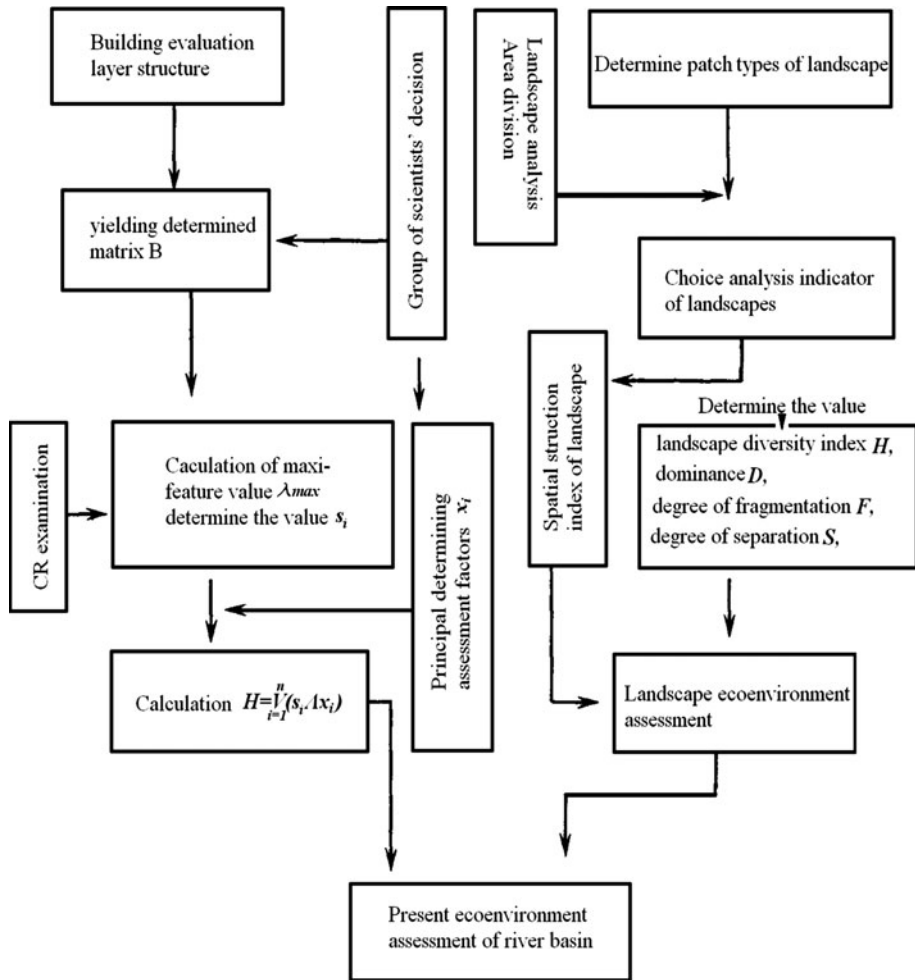 Building evaluation
layer structure
yielding determined
matrix B
Group of scientists' decision
CR examination
Caculation of maxi-
feature value λmax
determine the value si
Principal determining
assessment factors xi
Calculation H=V(si Λxi)
n
i=1
Landscape analysis
Area division
Determine patch types of landscape
Choice analysis indicator
of landscapes
Spatial struction
index of landscape
Determine the value
landscape diversity index H,
dominance D,
degree of fragmentation F,
degree of separation S,
Landscape ecoenvironment
assessment
Present ecoenvironment
assessment of river basin